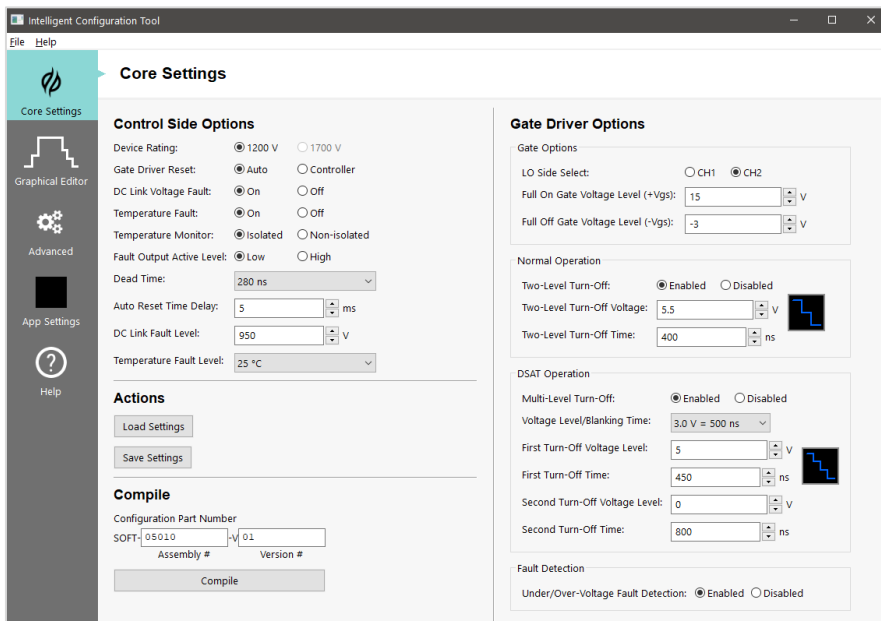 Intelligent Configuration Tool
File Help
Core Settings
Graphical Editor
Advanced
App Settings
Help
Core Settings
Control Side Options
Device Rating: 1200 V 1700 V
Gate Driver Reset: Auto Controller
DC Link Voltage Fault: On Off
Temperature Fault: On Off
Temperature Monitor: Isolated Non-isolated
Fault Output Active Level: Low High
Dead Time: 280 ns
Auto Reset Time Delay: 5 ms
DC Link Fault Level: 950 V
Temperature Fault Level: 25 °C
Actions
Load Settings
Save Settings
Compile
Configuration Part Number
SOFT- 05010 -V 01
Assembly # Version #
Compile
Gate Driver Options
Gate Options
LO Side Select: CH1 CH2
Full On Gate Voltage Level (+Vgs): 15 V
Full Off Gate Voltage Level (-Vgs): -3 V
Normal Operation
Two-Level Turn-Off: Enabled Disabled
Two-Level Turn-Off Voltage: 5.5 V
Two-Level Turn-Off Time: 400 ns
DSAT Operation
Multi-Level Turn-Off: Enabled Disabled
Voltage Level/Blanking Time: 3.0 V = 500 ns
First Turn-Off Voltage Level: 5 V
First Turn-Off Time: 450 ns
Second Turn-Off Voltage Level: 0 V
Second Turn-Off Time: 800 ns
Fault Detection
Under/Over-Voltage Fault Detection: Enabled Disabled